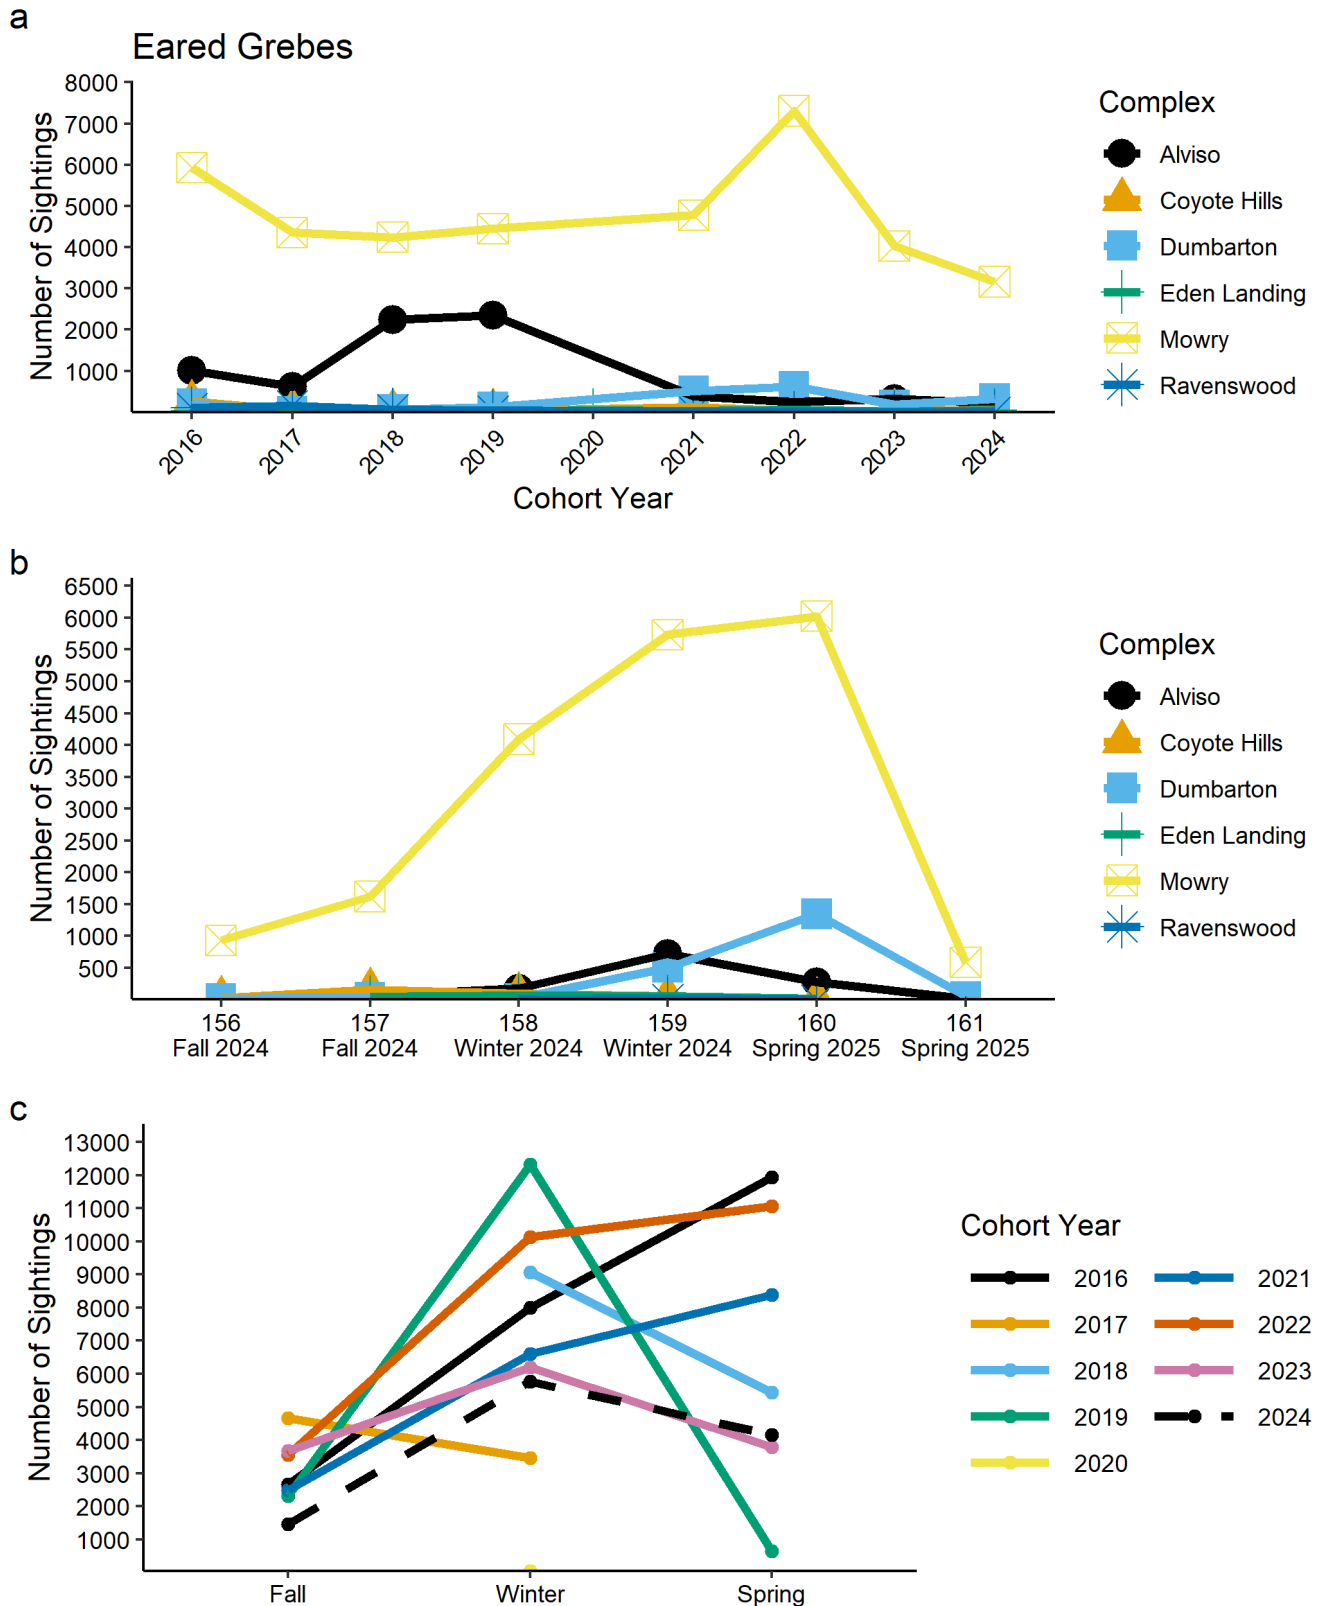 a
Eared Grebes
Number of Sightings
8000
7000
6000
5000
4000
3000
2000
1000
2016
2017
2018
2019
2020
2021
2022
2023
2024
Cohort Year
Complex
Alviso
Coyote Hills
Dumbarton
Eden Landing
Mowry
Ravenswood
b
Number of Sightings
6500
6000
5500
5000
4500
4000
3500
3000
2500
2000
1500
1000
500
156
Fall 2024
157
Fall 2024
158
Winter 2024
159
Winter 2024
160
Spring 2025
161
Spring 2025
Complex
Alviso
Coyote Hills
Dumbarton
Eden Landing
Mowry
Ravenswood
c
Number of Sightings
13000
12000
11000
10000
9000
8000
7000
6000
5000
4000
3000
2000
1000
Fall
Winter
Spring
Cohort Year
2016
2017
2018
2019
2020
2021
2022
2023
2024